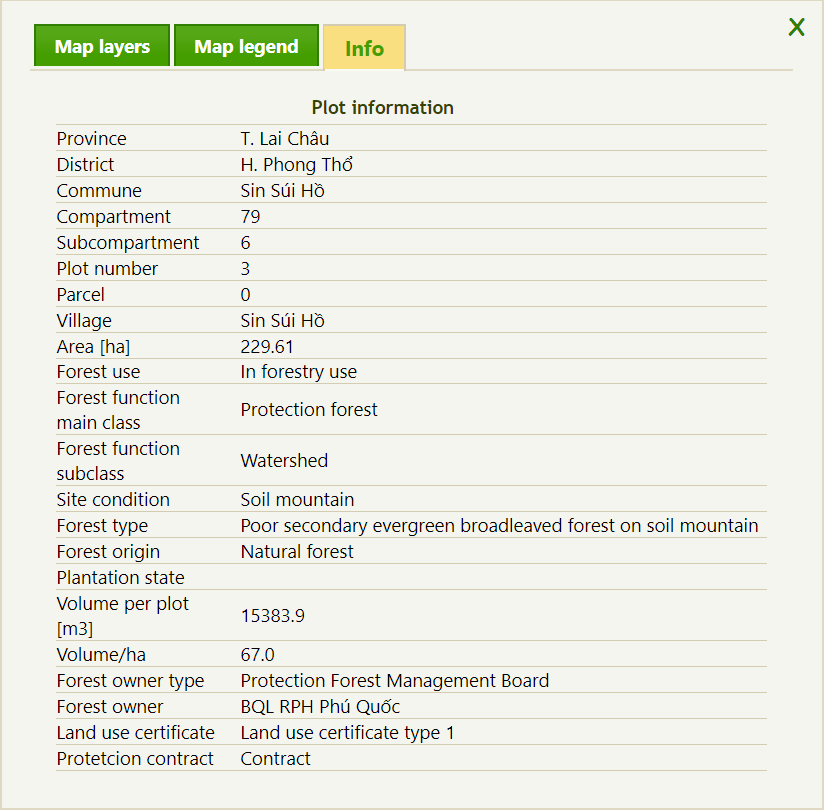 Map layers Map legend Info X
Plot information
Province T. Lai Châu
District H. Phong Thổ
Commune Sin Súi Hồ
Compartment 79
Subcompartment 6
Plot number 3
Parcel 0
Village Sin Súi Hồ
Area [ha] 229.61
Forest use In forestry use
Forest function
main class Protection forest
Forest function
subclass Watershed
Site condition Soil mountain
Forest type Poor secondary evergreen broadleaved forest on soil mountain
Forest origin Natural forest
Plantation state
Volume per plot
[m3] 15383.9
Volume/ha 67.0
Forest owner type Protection Forest Management Board
Forest owner BQL RPH Phú Quốc
Land use certificate Land use certificate type 1
Protetcion contract Contract